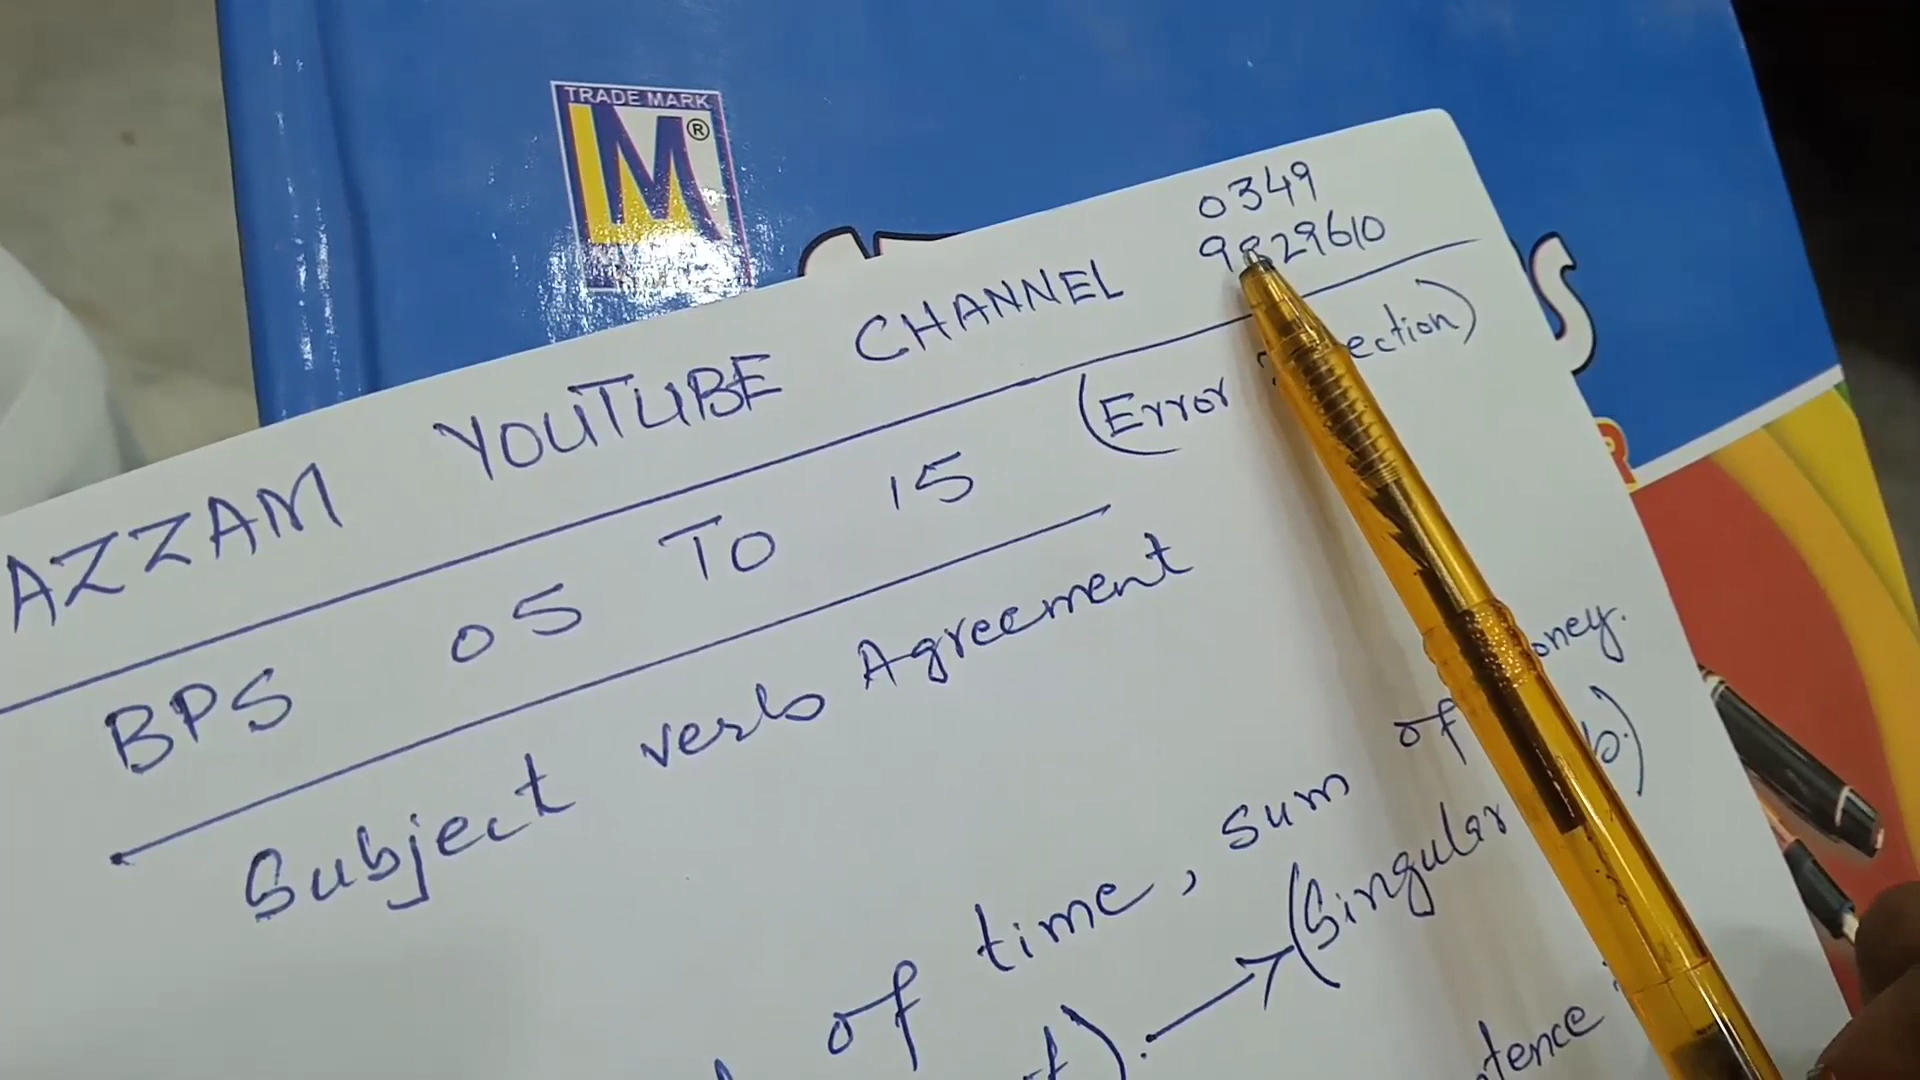 TRADE MARK
M®
0349
9829610
AZZAM YOUTUBE CHANNEL
BPS 05 TO 15 (Error ection)
Subject verb Agreement
of time, sum of oney.
(Singular b.)
tence